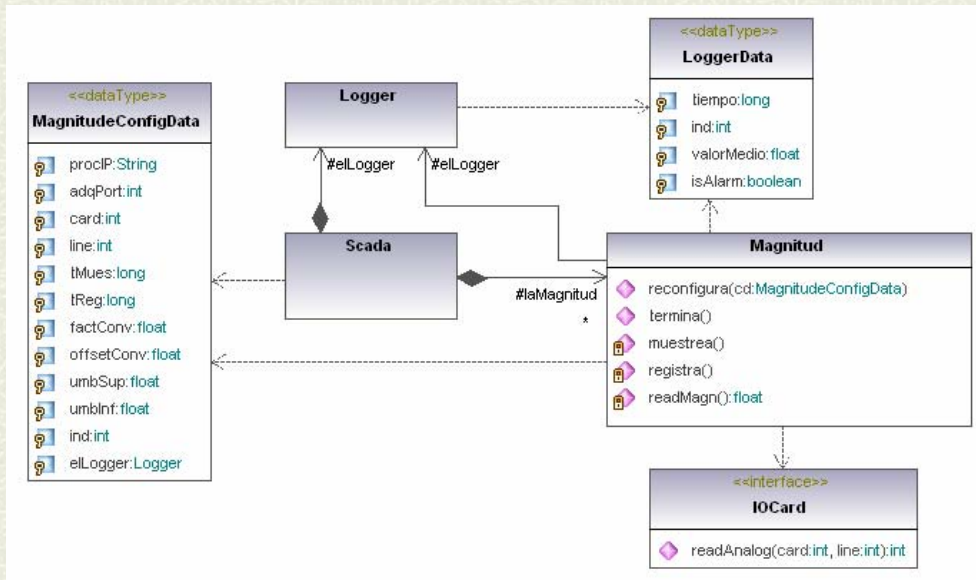 <<dataType>>
MagnitudeConfigData
procIP:String
adqPort:int
card:int
line:int
tMues:long
tReg:long
factConv:float
offsetConv:float
umbSup:float
umbInf:float
ind:int
elLogger:Logger
Logger
#elLogger
#elLogger
Scada
#laMagnitud
*
<<dataType>>
LoggerData
tiempo:long
ind:int
valorMedio:float
isAlarm:boolean
Magnitud
reconfigura(cd:MagnitudeConfigData)
termina()
muestrea()
registra()
readMagn():float
<<interface>>
IOCard
readAnalog(card:int, line:int):int